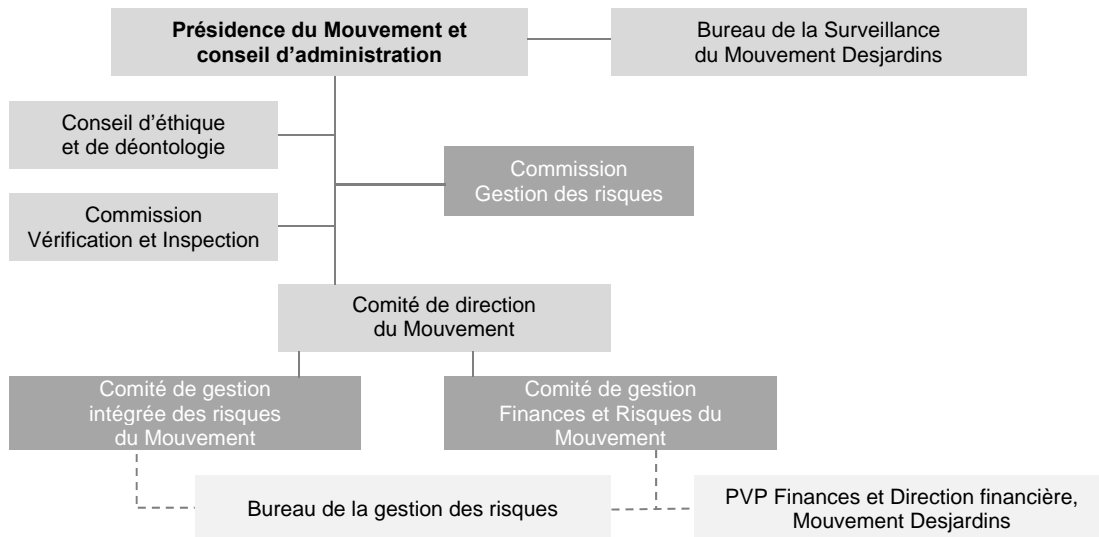 Présidence du Mouvement et
conseil d’administration
Bureau de la Surveillance
du Mouvement Desjardins
Conseil d’éthique
et de déontologie
Commission
Gestion des risques
Commission
Vérification et Inspection
Comité de direction
du Mouvement
Comité de gestion
intégrée des risques
du Mouvement
Comité de gestion
Finances et Risques du
Mouvement
Bureau de la gestion des risques
PVP Finances et Direction financière,
Mouvement Desjardins